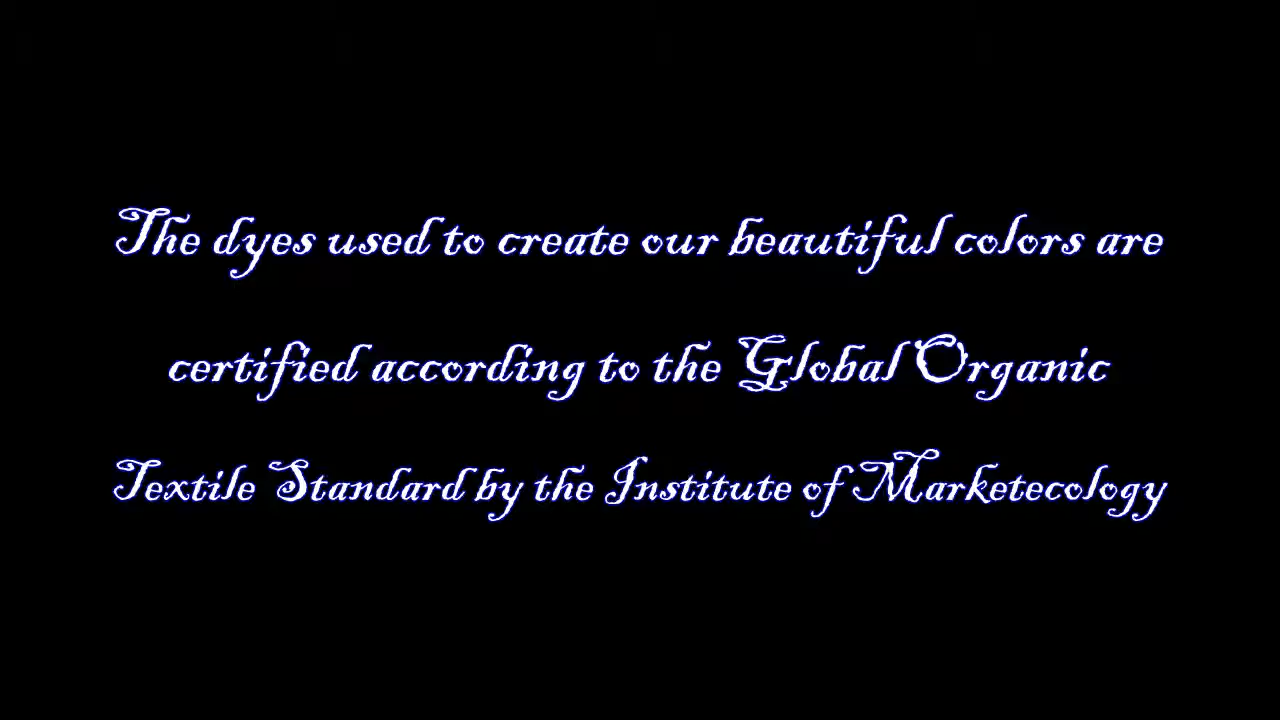 The dyes used to create our beautiful colors are
certified according to the Global Organic
Textile Standard by the Institute of Marketecology